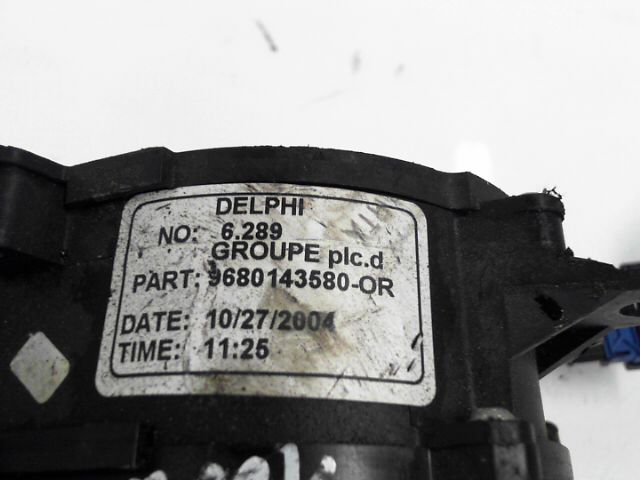 DELPHI
NO: 6.289
GROUPE plc.d
PART: 9680143580-OR
DATE: 10/27/2004
TIME: 11:25